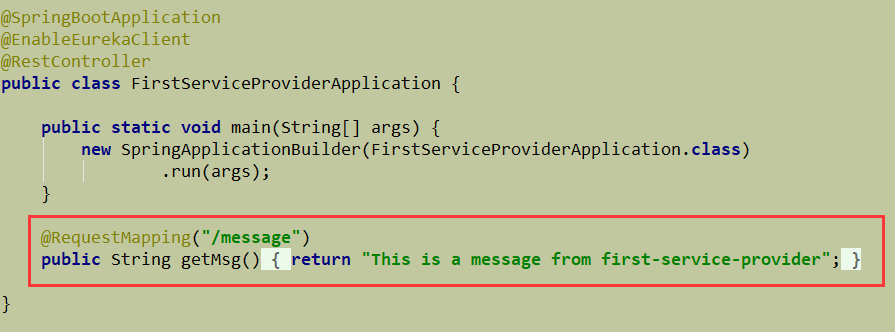 @SpringBootApplication
@EnableEurekaClient
@RestController
public class FirstServiceProviderApplication {
public static void main(String[] args) {
new SpringApplicationBuilder(FirstServiceProviderApplication.class)
.run(args);
}
@RequestMapping("/message")
public String getMsg() { return "This is a message from first-service-provider"; }
}